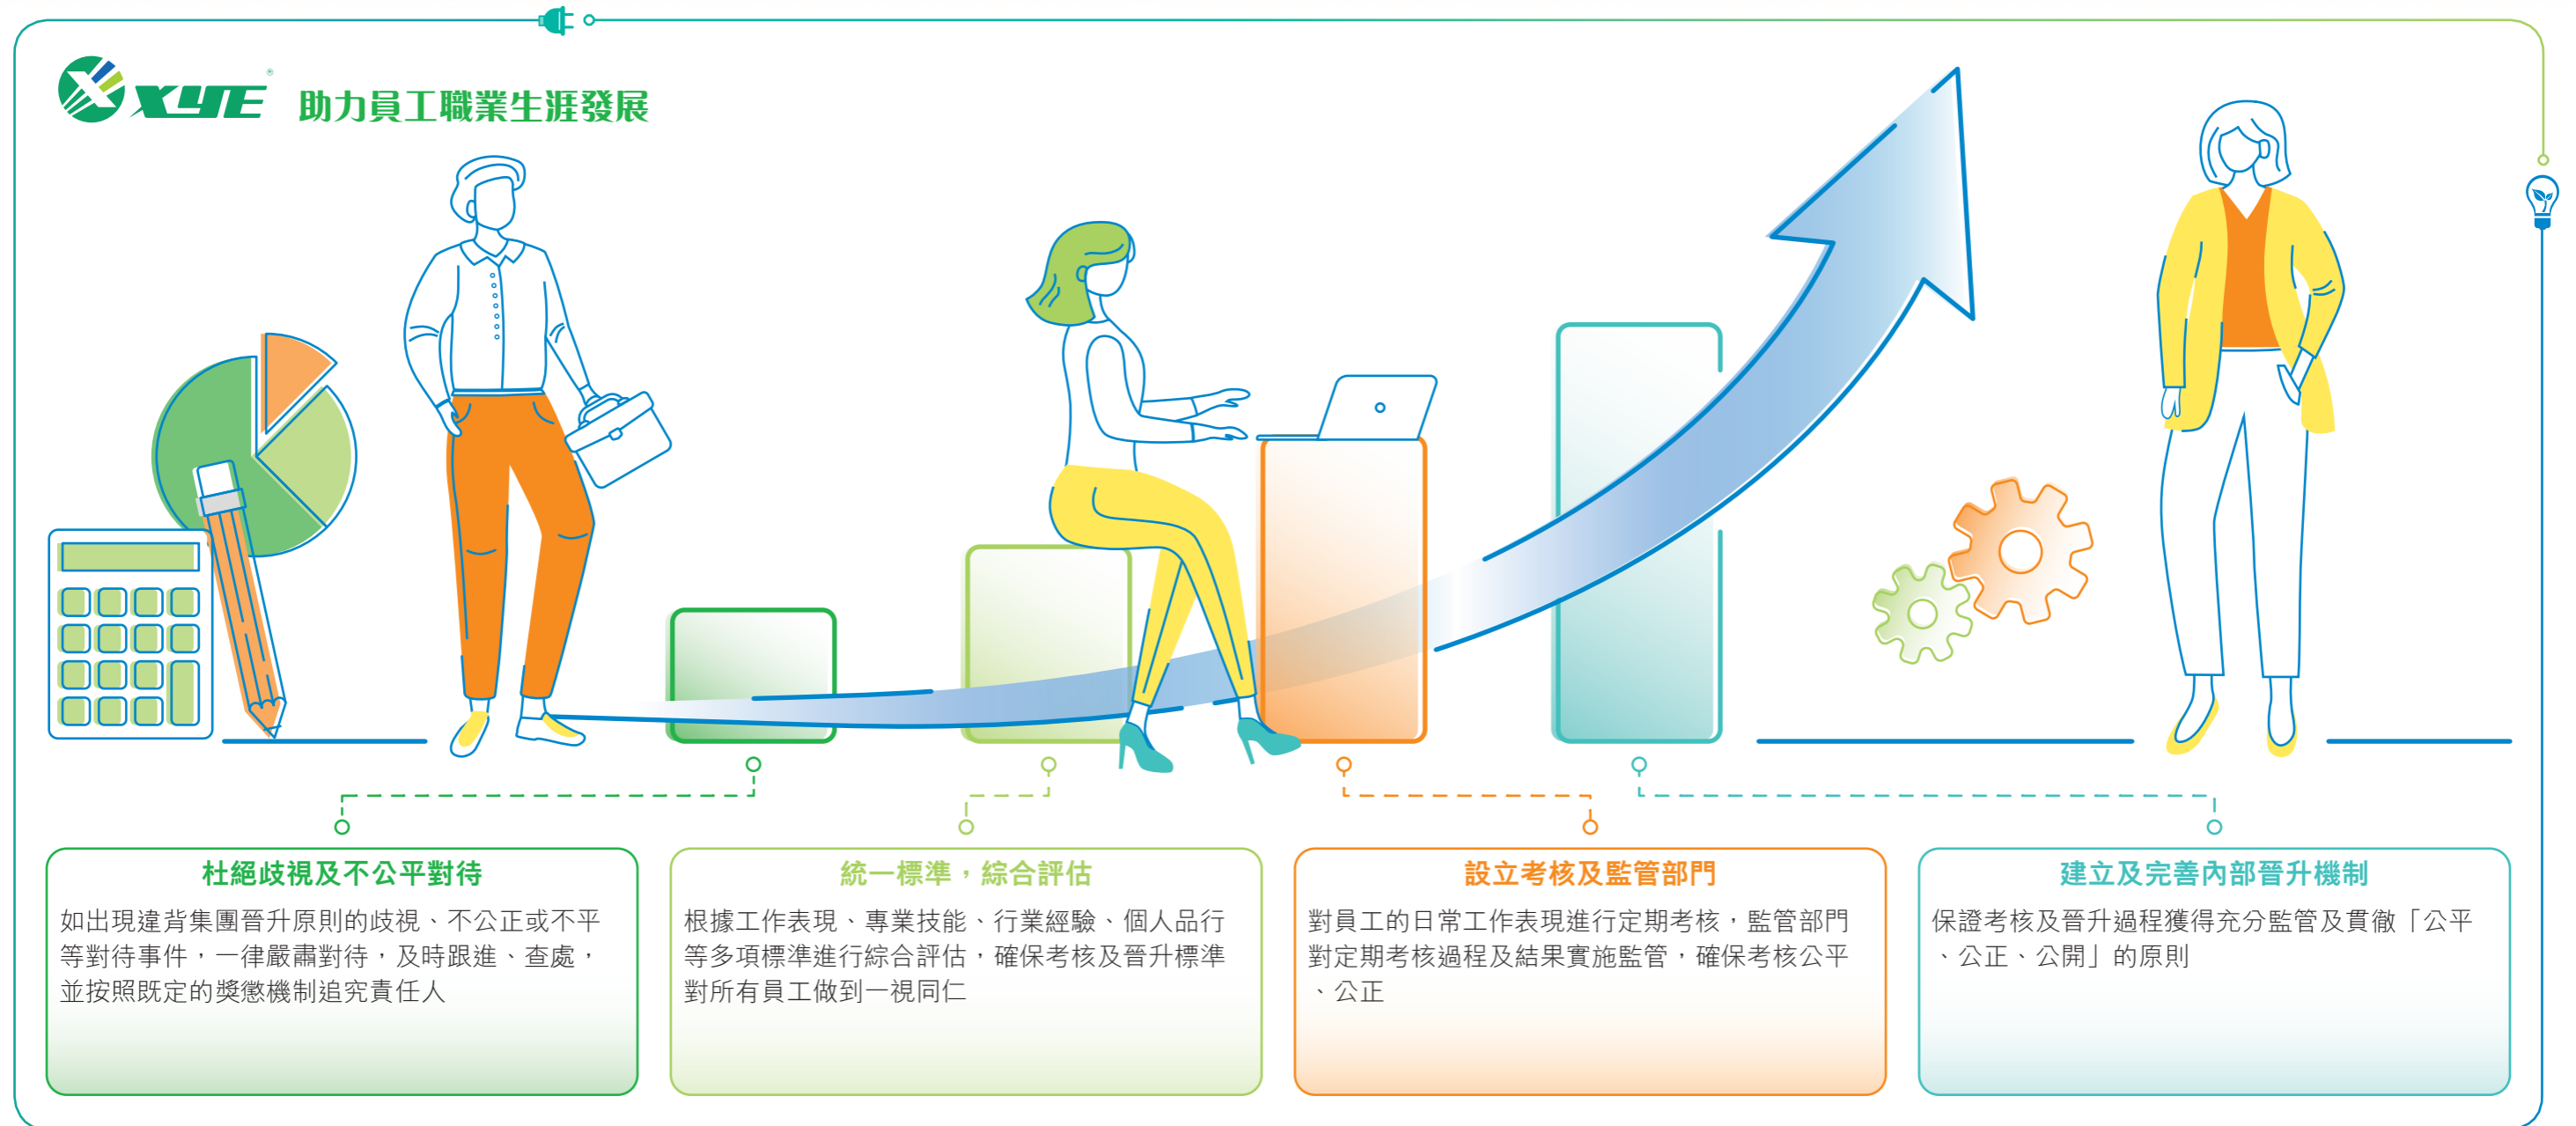 XYE® 助力員工職業生涯發展
杜絕歧視及不公平對待
如出現違背集團晉升原則的歧視、不公正或不平
等對待事件，一律嚴肅對待，及時跟進、查處，
並按照既定的獎懲機制追究責任人
統一標準，綜合評估
根據工作表現、專業技能、行業經驗、個人品行
等多項標準進行綜合評估，確保考核及晉升標準
對所有員工做到一視同仁
設立考核及監管部門
對員工的日常工作表現進行定期考核，監管部門
對定期考核過程及結果實施監管，確保考核公平
、公正
建立及完善內部晉升機制
保證考核及晉升過程獲得充分監管及貫徹「公平
、公正、公開」的原則